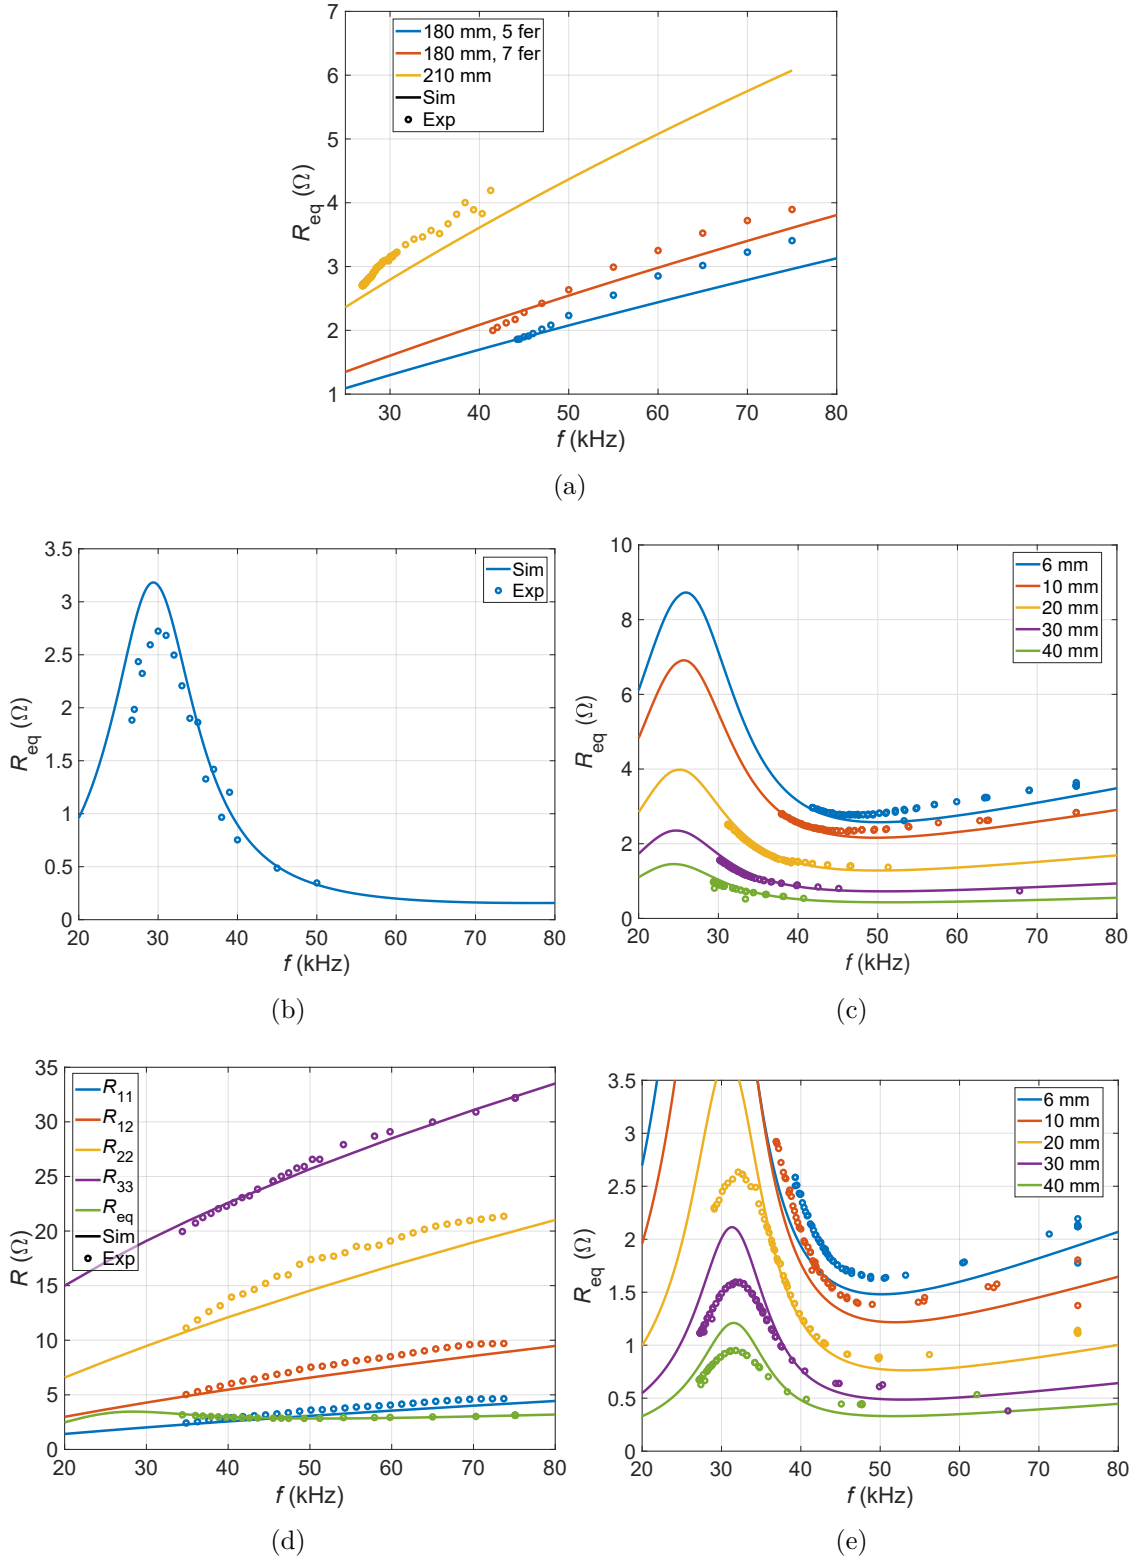 7
6
5
4
3
2
1
R_eq (Ω)
180 mm, 5 fer
180 mm, 7 fer
210 mm
Sim
Exp
30 40 50 60 70 80
f (kHz)
(a)
3.5
3
2.5
2
1.5
1
0.5
0
R_eq (Ω)
Sim
Exp
20 30 40 50 60 70 80
f (kHz)
(b)
10
8
6
4
2
0
R_eq (Ω)
6 mm
10 mm
20 mm
30 mm
40 mm
20 30 40 50 60 70 80
f (kHz)
(c)
35
30
25
20
15
10
5
0
R (Ω)
R_11
R_12
R_22
R_33
R_eq
Sim
Exp
20 30 40 50 60 70 80
f (kHz)
(d)
3.5
3
2.5
2
1.5
1
0.5
0
R_eq (Ω)
6 mm
10 mm
20 mm
30 mm
40 mm
20 30 40 50 60 70 80
f (kHz)
(e)